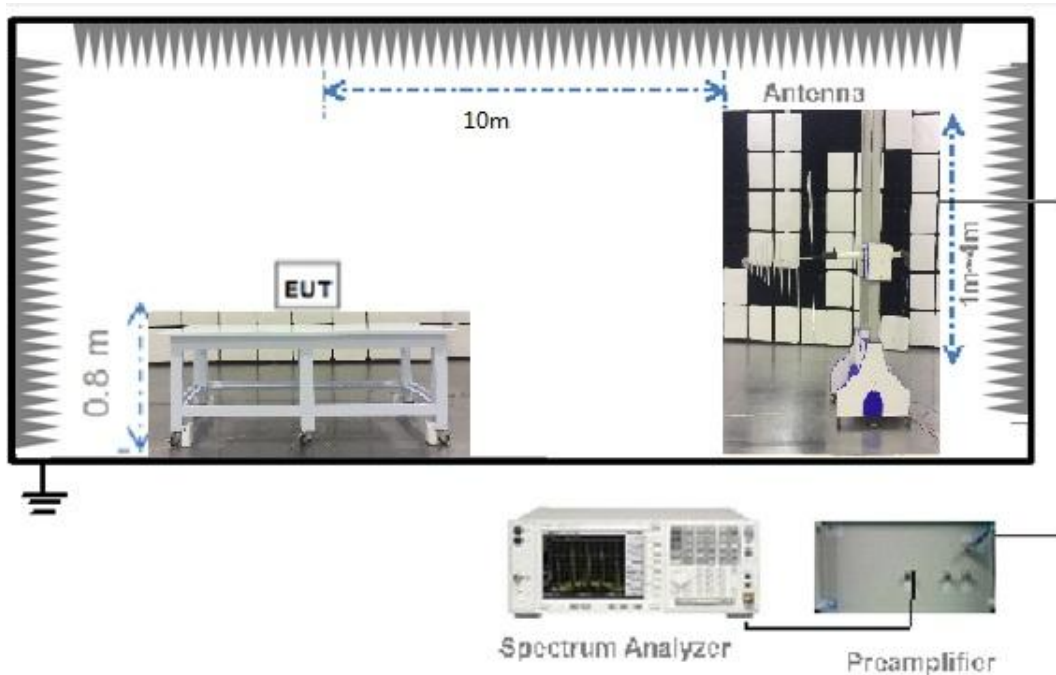 10m
Antenna
1m~4m
EUT
0.8 m
Spectrum Analyzer
Preamplifier